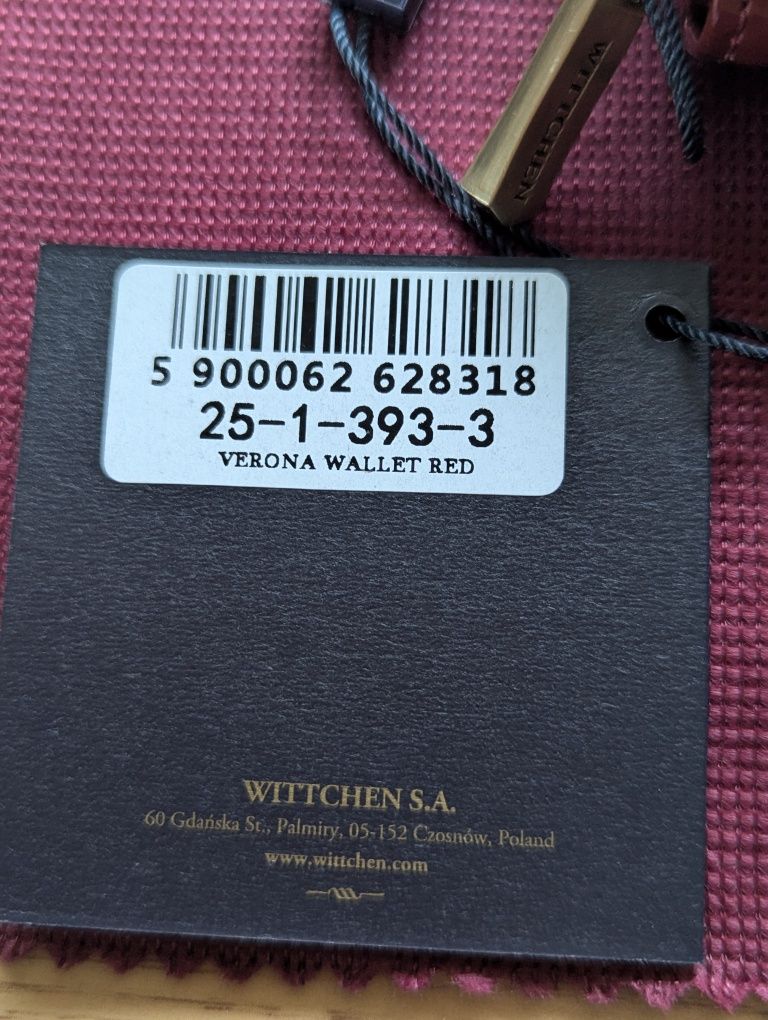 WITTCHEN
5 900062 628318
25-1-393-3
VERONA WALLET RED
WITTCHEN S.A.
60 Gdańska St., Palmiry, 05-152 Czosnów, Poland
www.wittchen.com